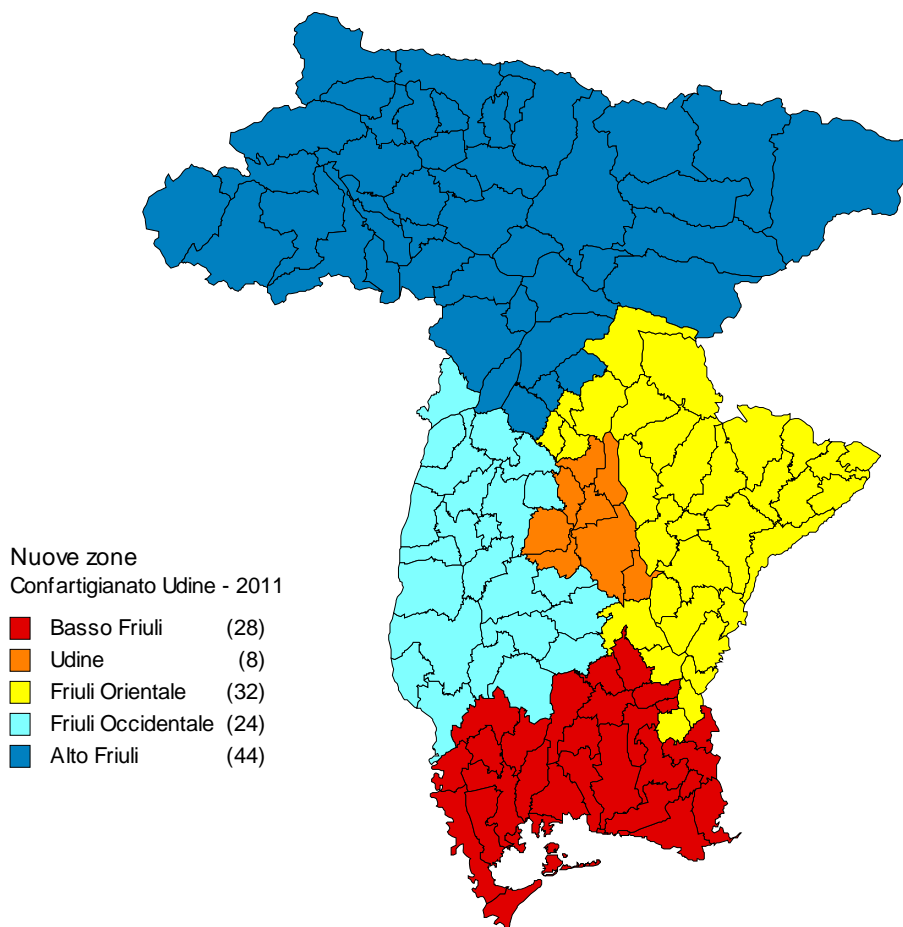 Nuove zone
Confartigianato Udine - 2011
Basso Friuli (28)
Udine (8)
Friuli Orientale (32)
Friuli Occidentale (24)
Alto Friuli (44)